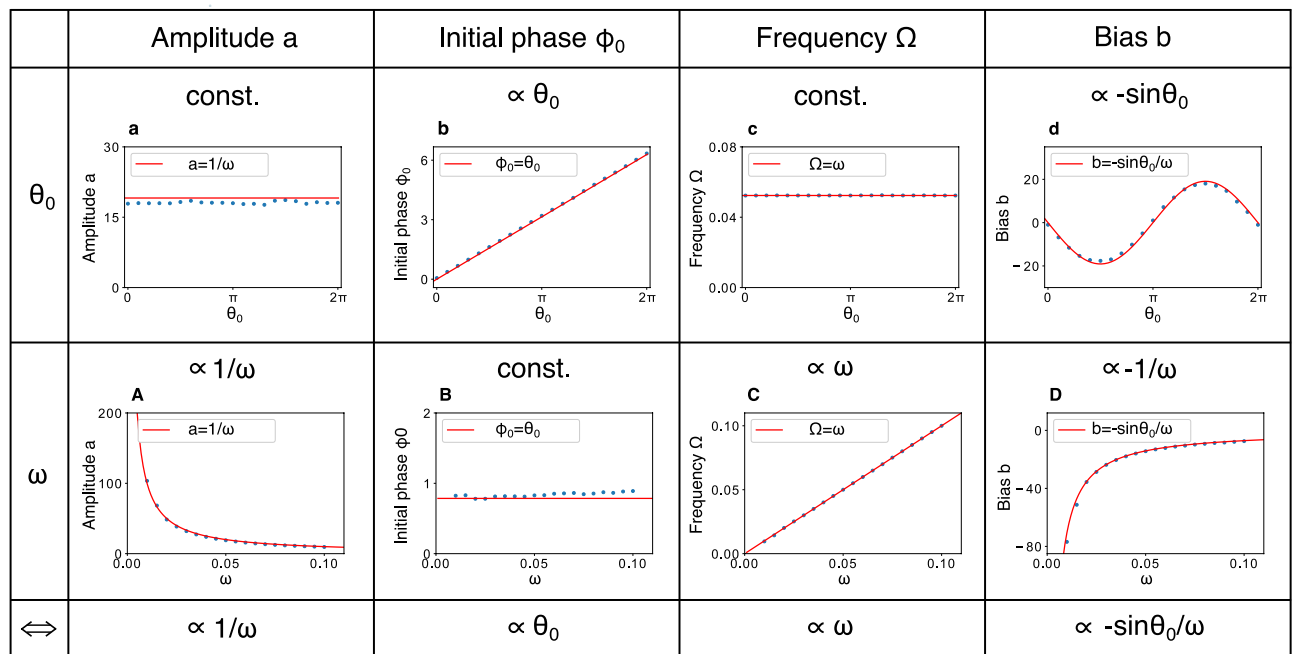 Amplitude a
Initial phase ϕ₀
Frequency Ω
Bias b
θ₀
const.
a
30
15
0
a=1/ω
Amplitude a
0
π
2π
θ₀
∝ θ₀
b
6
3
0
ϕ₀=θ₀
Initial phase ϕ₀
0
π
2π
θ₀
const.
c
0.08
0.04
0.00
Ω=ω
Frequency Ω
0
π
2π
θ₀
∝ -sinθ₀
d
20
0
−20
b=-sinθ₀/ω
Bias b
0
π
2π
θ₀
ω
∝ 1/ω
A
200
100
0
a=1/ω
Amplitude a
0.00
0.05
0.10
ω
const.
B
2
1
0
ϕ₀=θ₀
Initial phase ϕ0
0.00
0.05
0.10
ω
∝ ω
C
0.10
0.05
0.00
Ω=ω
Frequency Ω
0.00
0.05
0.10
ω
∝ -1/ω
D
0
−40
−80
b=-sinθ₀/ω
Bias b
0.00
0.05
0.10
ω
⇔
∝ 1/ω
∝ θ₀
∝ ω
∝ -sinθ₀/ω